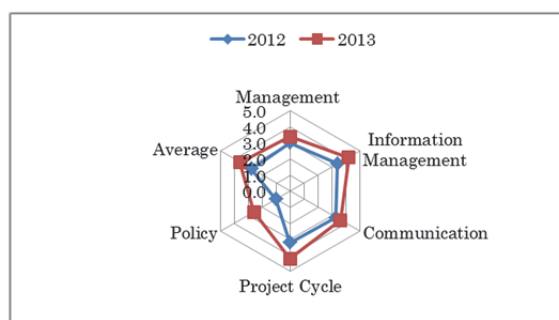 2012 2013
Management
5.0
4.0
3.0
2.0
1.0
0.0
Information
Management
Communication
Project Cycle
Policy
Average